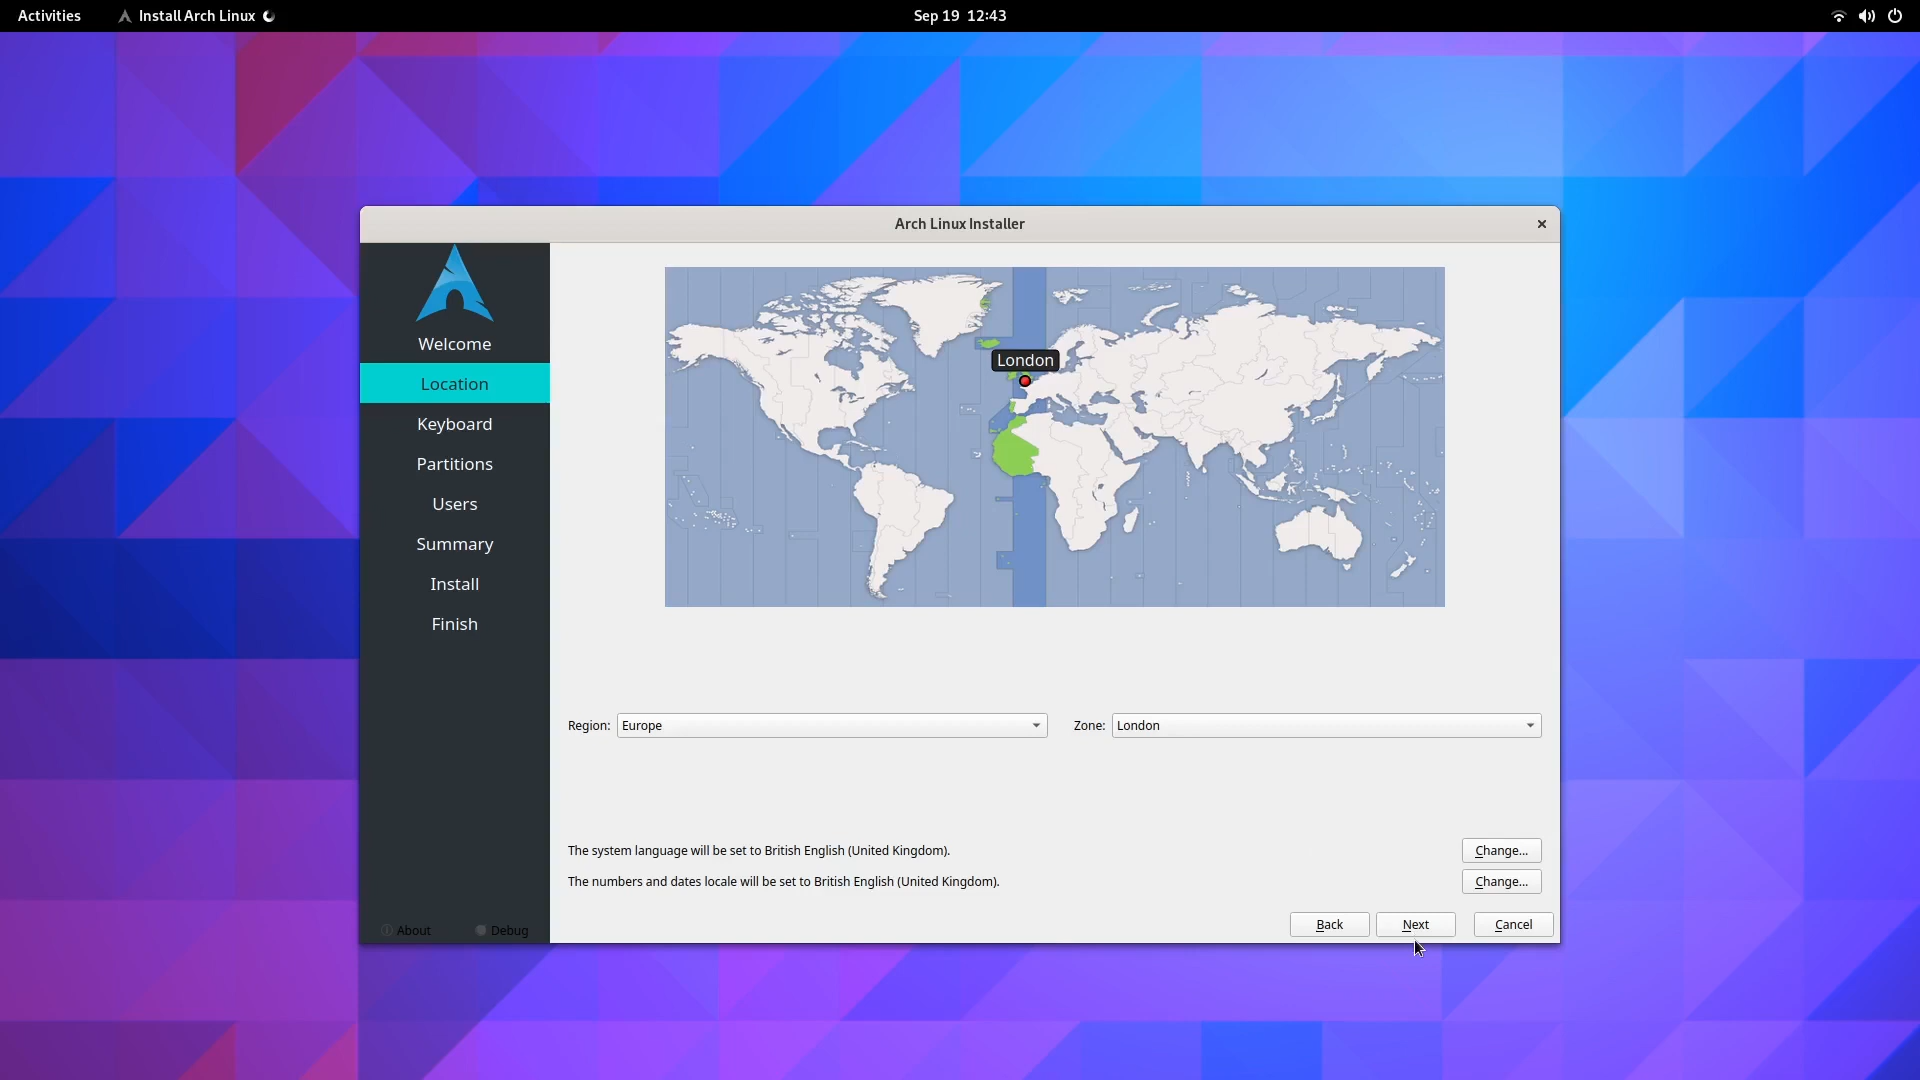 Activities
Install Arch Linux
Sep 19 12:43
Arch Linux Installer
Welcome
Location
Keyboard
Partitions
Users
Summary
Install
Finish
About
Debug
London
Region:
Europe
Zone:
London
The system language will be set to British English (United Kingdom).
Change...
The numbers and dates locale will be set to British English (United Kingdom).
Change...
Back
Next
Cancel